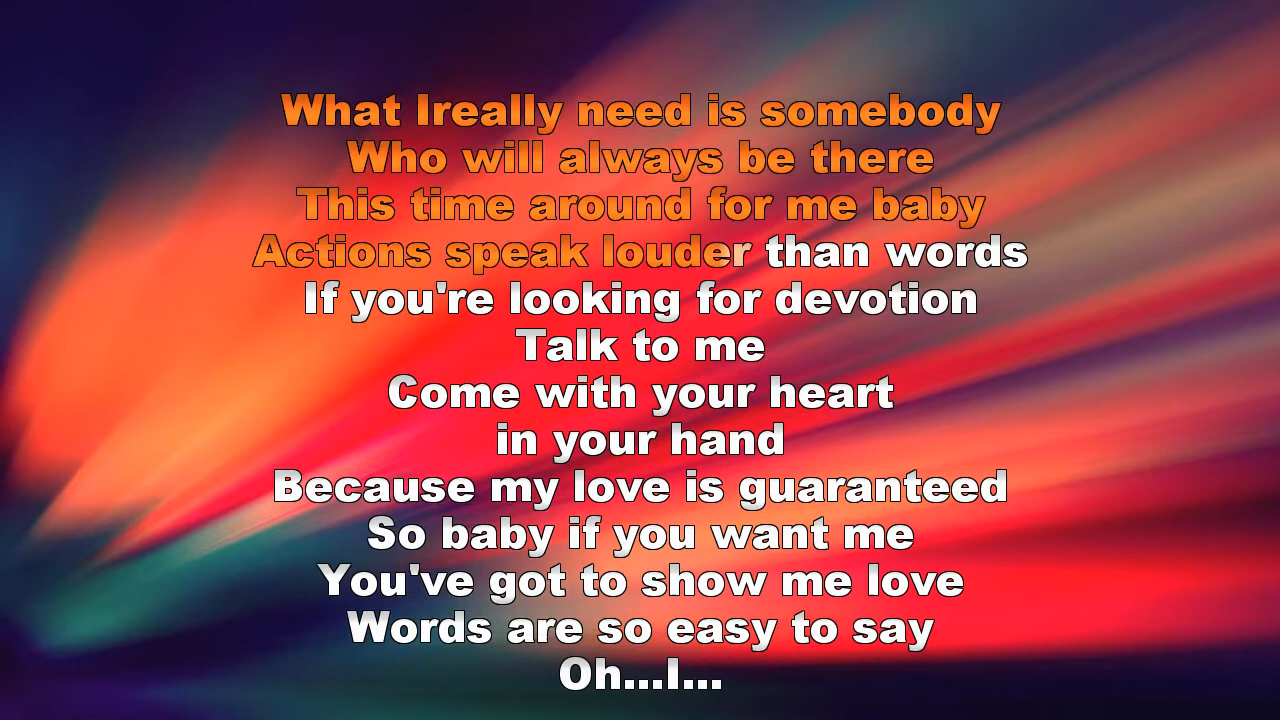 What Ireally need is somebody
Who will always be there
This time around for me baby
Actions speak louder than words
If you're looking for devotion
Talk to me
Come with your heart
in your hand
Because my love is guaranteed
So baby if you want me
You've got to show me love
Words are so easy to say
Oh...I...